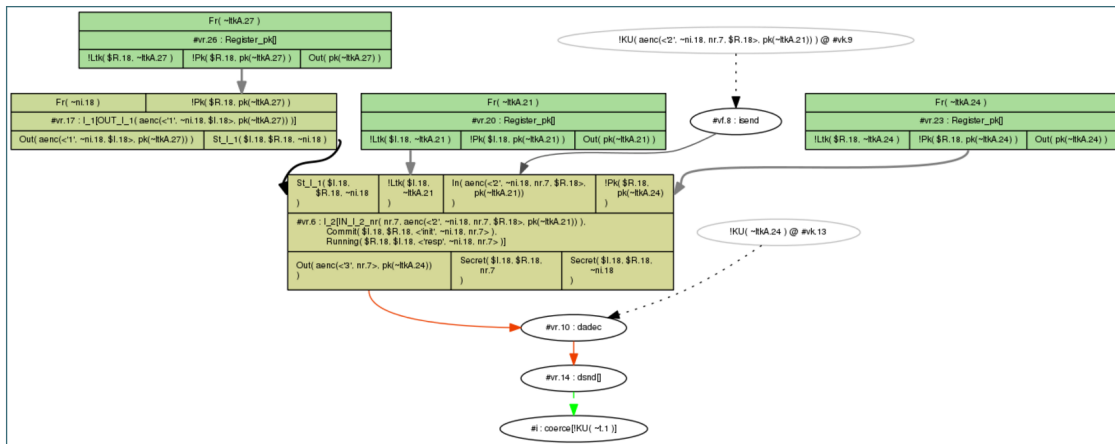 Fr( ~ltkA.27 )
#vr.26 : Register_pk[]
!Ltk( $R.18, ~ltkA.27 ) !Pk( $R.18, pk(~ltkA.27) ) Out( pk(~ltkA.27) )
!KU( aenc(<'2', ~ni.18, nr.7, $R.18>, pk(~ltkA.21)) ) @ #vk.9
Fr( ~ni.18 ) !Pk( $R.18, pk(~ltkA.27) )
#vr.17 : I_1[OUT_I_1( aenc(<'1', ~ni.18, $I.18>, pk(~ltkA.27)) )]
Out( aenc(<'1', ~ni.18, $I.18>, pk(~ltkA.27)) ) St_I_1( $I.18, $R.18, ~ni.18 )
Fr( ~ltkA.21 )
#vr.20 : Register_pk[]
!Ltk( $I.18, ~ltkA.21 ) !Pk( $I.18, pk(~ltkA.21) ) Out( pk(~ltkA.21) )
#vf.8 : isend
Fr( ~ltkA.24 )
#vr.23 : Register_pk[]
!Ltk( $R.18, ~ltkA.24 ) !Pk( $R.18, pk(~ltkA.24) ) Out( pk(~ltkA.24) )
St_I_1( $I.18, !Ltk( $I.18, In( aenc(<'2', ~ni.18, nr.7, $R.18>, !Pk( $R.18,
$R.18, ~ni.18 ~ltkA.21 pk(~ltkA.21)) pk(~ltkA.24)
) ) ) )
#vr.6 : I_2[IN_I_2_nr( nr.7, aenc(<'2', ~ni.18, nr.7, $R.18>, pk(~ltkA.21)) ),
Commit( $I.18, $R.18, <'init', ~ni.18, nr.7> ),
Running( $R.18, $I.18, <'resp', ~ni.18, nr.7> )]
Out( aenc(<'3', nr.7>, pk(~ltkA.24)) Secret( $I.18, $R.18, Secret( $I.18, $R.18,
) nr.7 ~ni.18
) )
!KU( ~ltkA.24 ) @ #vk.13
#vr.10 : dadec
#vr.14 : dsnd[]
#i : coerce[!KU( ~t.1 )]